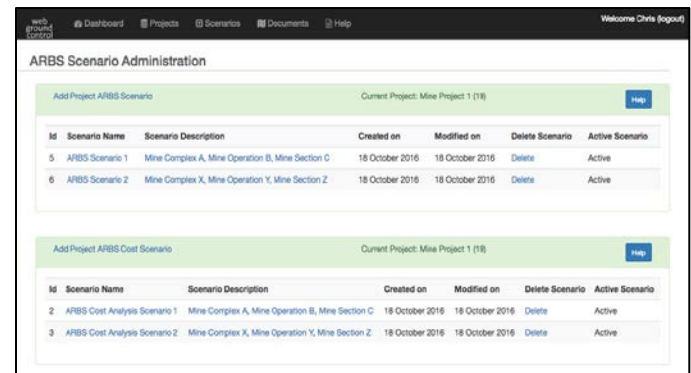 web ground control
Dashboard Projects Scenarios Documents Help Welcome Chris (logout)
ARBS Scenario Administration
Add Project ARBS Scenario Current Project: Mine Project 1 (19) Help
Id Scenario Name Scenario Description Created on Modified on Delete Scenario Active Scenario
5 ARBS Scenario 1 Mine Complex A, Mine Operation B, Mine Section C 18 October 2016 18 October 2016 Delete Active
6 ARBS Scenario 2 Mine Complex X, Mine Operation Y, Mine Section Z 18 October 2016 18 October 2016 Delete Active
Add Project ARBS Cost Scenario Current Project: Mine Project 1 (19) Help
Id Scenario Name Scenario Description Created on Modified on Delete Scenario Active Scenario
2 ARBS Cost Analysis Scenario 1 Mine Complex A, Mine Operation B, Mine Section C 18 October 2016 18 October 2016 Delete Active
3 ARBS Cost Analysis Scenario 2 Mine Complex X, Mine Operation Y, Mine Section Z 18 October 2016 18 October 2016 Delete Active